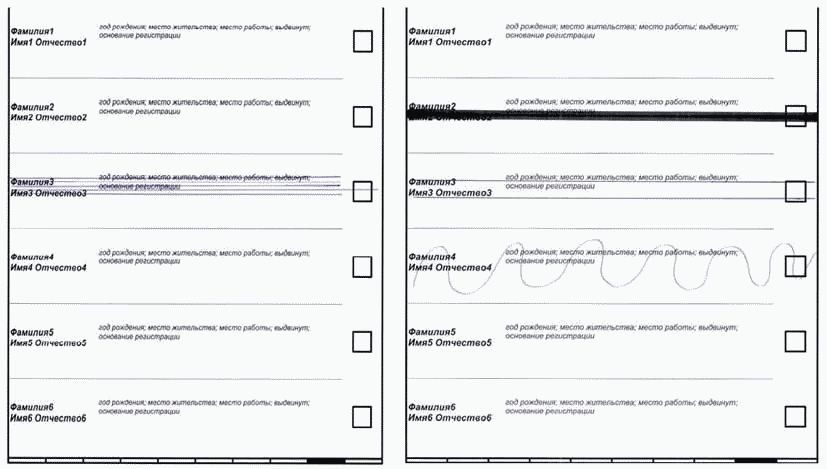 Фамилия1
Имя1 Отчество1
год рождения; место жительства; место работы; выдвинут;
основание регистрации
Фамилия2
Имя2 Отчество2
год рождения; место жительства; место работы; выдвинут;
основание регистрации
Фамилия3
Имя3 Отчество3
год рождения; место жительства; место работы; выдвинут;
основание регистрации
Фамилия4
Имя4 Отчество4
год рождения; место жительства; место работы; выдвинут;
основание регистрации
Фамилия5
Имя5 Отчество5
год рождения; место жительства; место работы; выдвинут;
основание регистрации
Фамилия6
Имя6 Отчество6
год рождения; место жительства; место работы; выдвинут;
основание регистрации
Фамилия1
Имя1 Отчество1
год рождения; место жительства; место работы; выдвинут;
основание регистрации
Фамилия2
Имя2 Отчество2
год рождения; место жительства; место работы; выдвинут;
основание регистрации
Фамилия3
Имя3 Отчество3
год рождения; место жительства; место работы; выдвинут;
основание регистрации
Фамилия4
Имя4 Отчество4
год рождения; место жительства; место работы; выдвинут;
основание регистрации
Фамилия5
Имя5 Отчество5
год рождения; место жительства; место работы; выдвинут;
основание регистрации
Фамилия6
Имя6 Отчество6
год рождения; место жительства; место работы; выдвинут;
основание регистрации